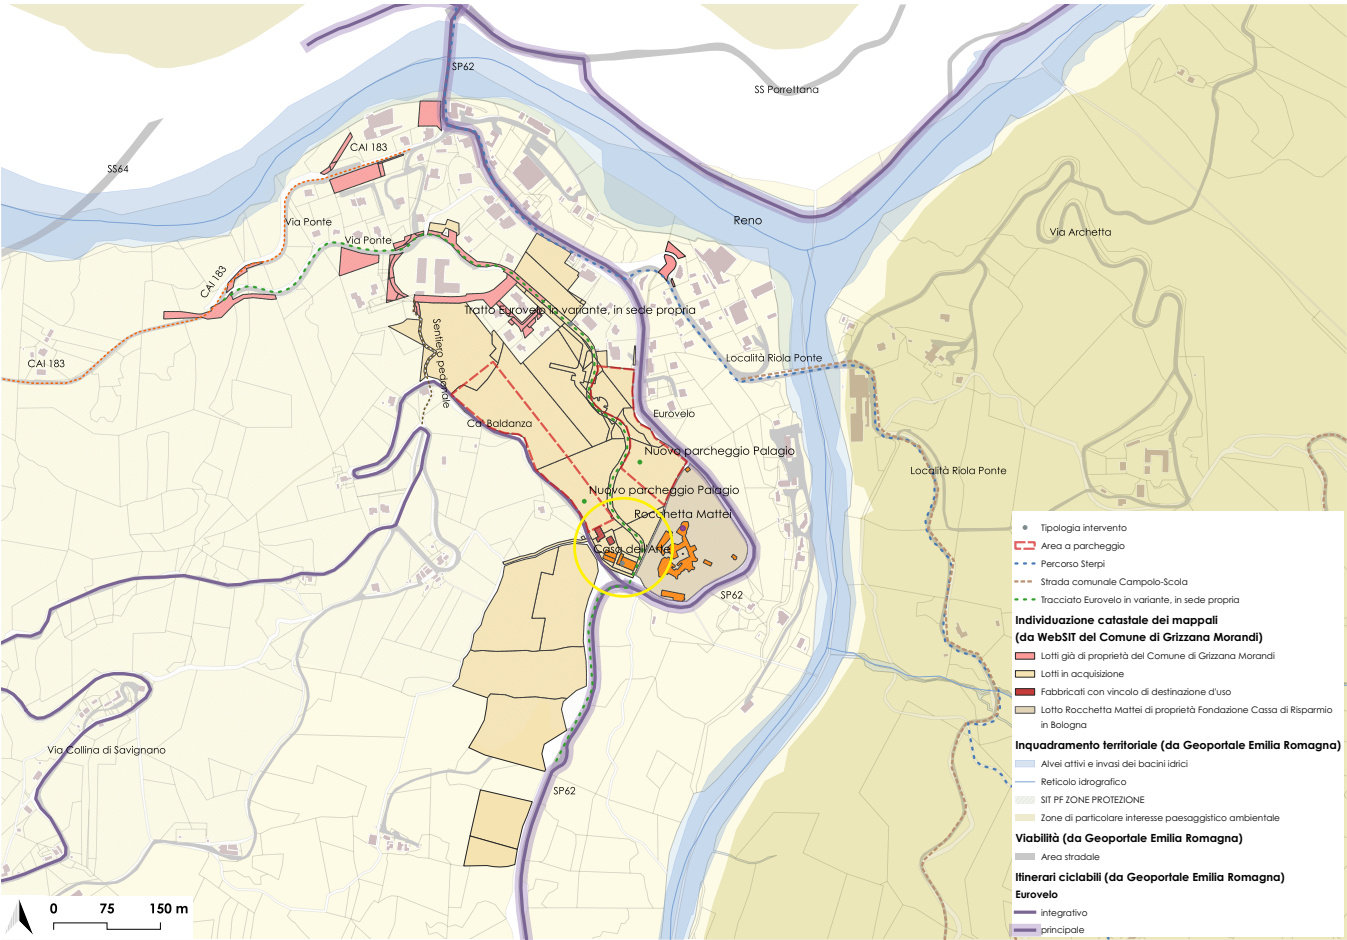 SP62
SS Porrettana
CAI 183
SS64
Via Ponte
Reno
Via Archetta
Via Ponte
CAI 183
Tratto Eurovelo in variante, in sede propria
Sentiero pedonale
CAI 183
Località Riola Ponte
Eurovelo
Ca' Baldanza
Nuovo parcheggio Palagio
Località Riola Ponte
Nuovo parcheggio Palagio
Rocchetta Mattei
Casa dell'Arte
SP62
Via Collina di Savignano
SP62
0 75 150 m
Tipologia intervento
Area a parcheggio
Percorso Sterpi
Strada comunale Campolo-Scola
Tracciato Eurovelo in variante, in sede propria
Individuazione catastale dei mappali
(da WebSIT del Comune di Grizzana Morandi)
Lotti già di proprietà del Comune di Grizzana Morandi
Lotti in acquisizione
Fabbricati con vincolo di destinazione d'uso
Lotto Rocchetta Mattei di proprietà Fondazione Cassa di Risparmio
in Bologna
Inquadramento territoriale (da Geoportale Emilia Romagna)
Alvei attivi e invasi dei bacini idrici
Reticolo idrografico
SIT PF ZONE PROTEZIONE
Zone di particolare interesse paesaggistico ambientale
Viabilità (da Geoportale Emilia Romagna)
Area stradale
Itinerari ciclabili (da Geoportale Emilia Romagna)
Eurovelo
integrativo
principale